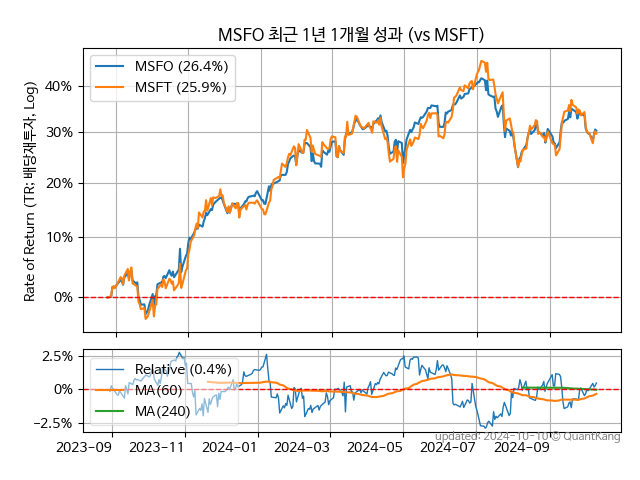 MSFO 최근 1년 1개월 성과 (vs MSFT)
MSFO (26.4%)
MSFT (25.9%)
40%
30%
20%
10%
0%
Rate of Return (TR: 배당재투자, Log)
2.5%
0%
−2.5%
Relative (0.4%)
MA(60)
MA(240)
2023-09 2023-11 2024-01 2024-03 2024-05 2024-07 2024-09
updated: 2024-10-10 © QuantKang